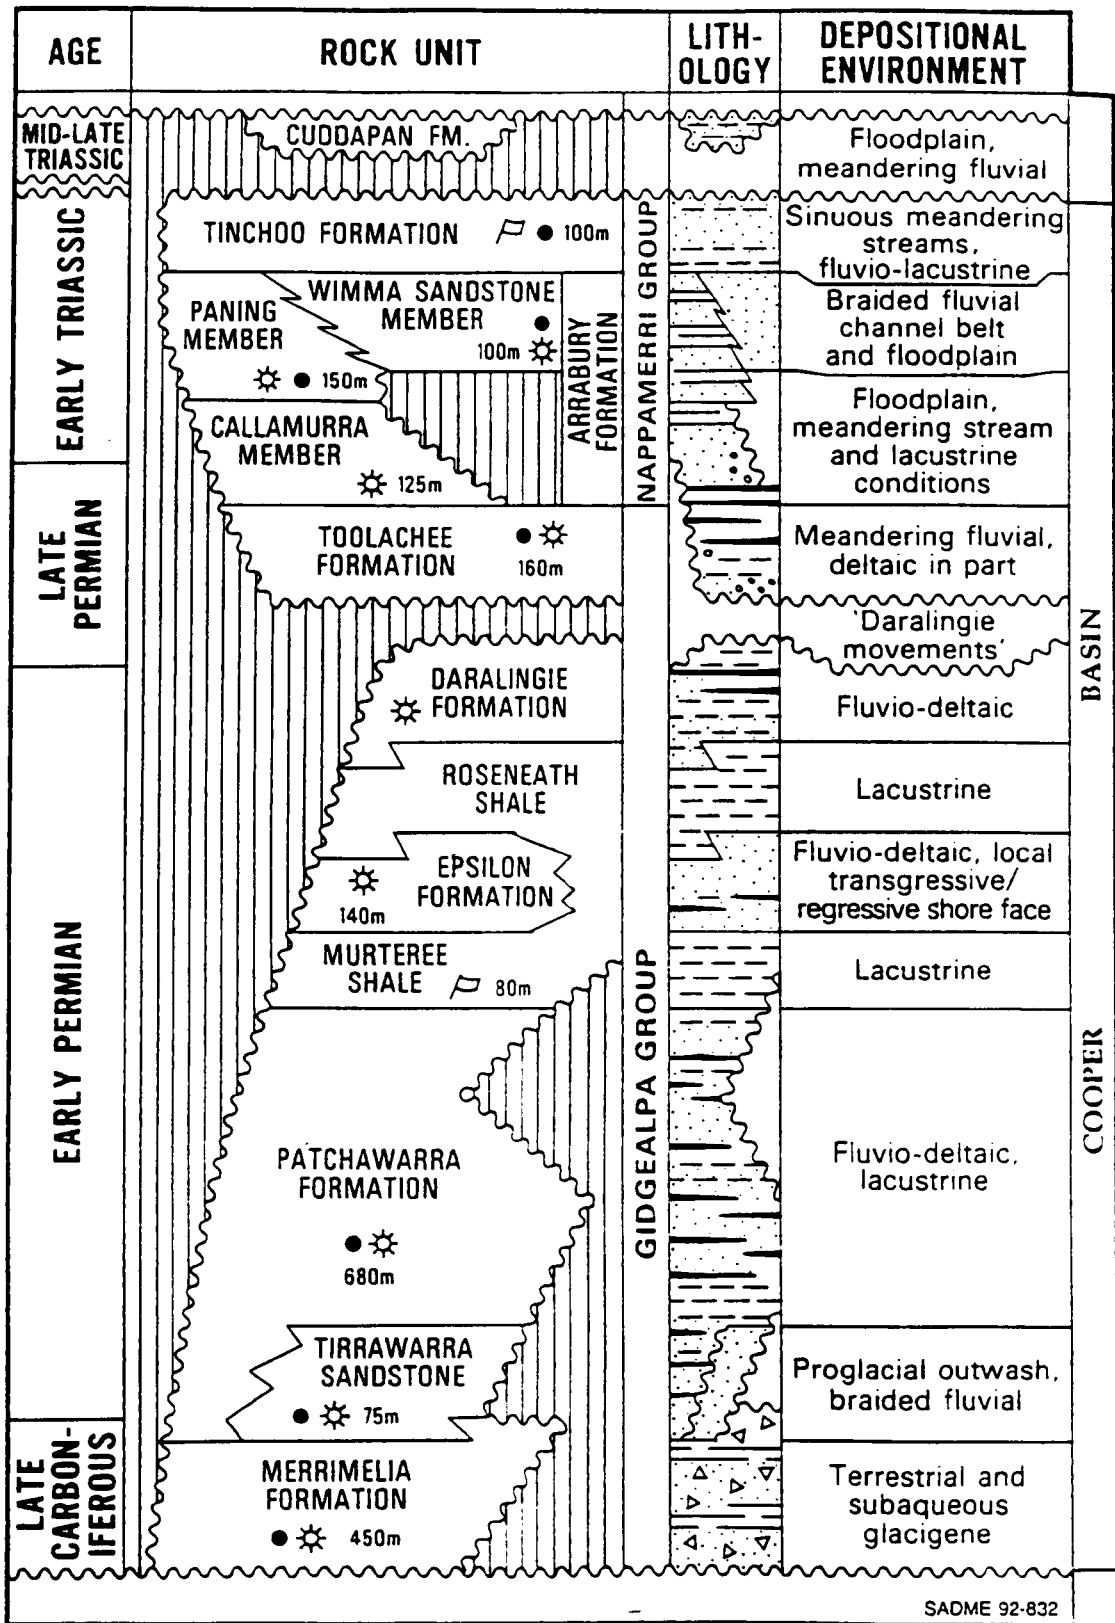 AGE
ROCK UNIT
LITH-
OLOGY
DEPOSITIONAL
ENVIRONMENT
MID-LATE
TRIASSIC
CUDDAPAN FM.
Floodplain,
meandering fluvial
EARLY TRIASSIC
TINCHOO FORMATION
100m
Sinuous meandering
streams,
fluvio-lacustrine
PANING
MEMBER
150m
WIMMA SANDSTONE
MEMBER
100m
ARRABURY
FORMATION
NAPPAMERRI GROUP
Braided fluvial
channel belt
and floodplain
CALLAMURRA
MEMBER
125m
Floodplain,
meandering stream
and lacustrine
conditions
LATE
PERMIAN
TOOLACHEE
FORMATION
160m
Meandering fluvial,
deltaic in part
'Daralingie
movements'
EARLY PERMIAN
DARALINGIE
FORMATION
Fluvio-deltaic
ROSENEATH
SHALE
Lacustrine
EPSILON
FORMATION
140m
Fluvio-deltaic, local
transgressive/
regressive shore face
MURTEREE
SHALE
80m
Lacustrine
GIDGEALPA GROUP
PATCHAWARRA
FORMATION
680m
Fluvio-deltaic,
lacustrine
TIRRAWARRA
SANDSTONE
75m
Proglacial outwash,
braided fluvial
LATE
CARBON-
IFEROUS
MERRIMELIA
FORMATION
450m
Terrestrial and
subaqueous
glacigene
COOPER BASIN
SADME 92-832